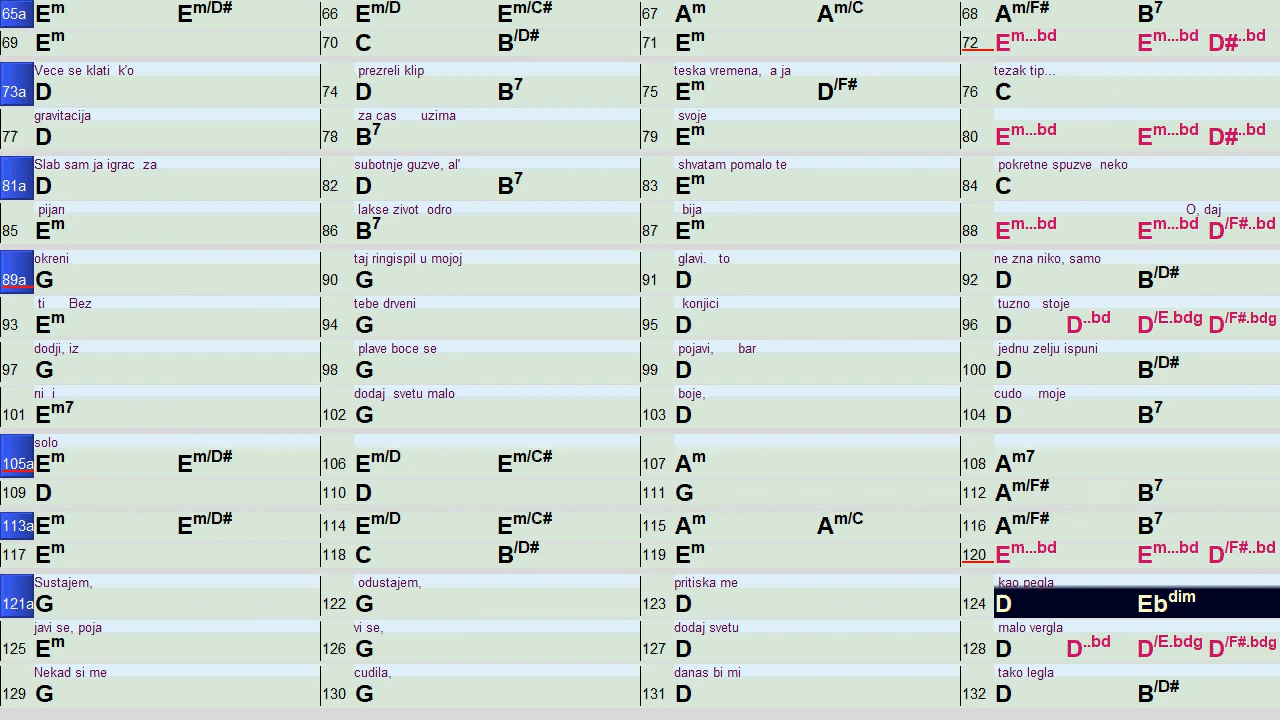 65a Em Em/D# 66 Em/D Em/C# 67 Am Am/C 68 Am/F# B7
69 Em 70 C B/D# 71 Em 72 Em...bd Em...bd D#..bd
Vece se klati k'o prezreli klip teska vremena, a ja tezak tip...
73a D 74 D B7 75 Em D/F# 76 C
gravitacija za cas uzima svoje
77 D 78 B7 79 Em 80 Em...bd Em...bd D#..bd
Slab sam ja igrac za subotnje guzve, al' shvatam pomalo te pokretne spuzve neko
81a D 82 D B7 83 Em 84 C
pijan lakse zivot odro bija O, daj
85 Em 86 B7 87 Em 88 Em...bd Em...bd D/F#..bd
okreni taj ringispil u mojoj glavi. to ne zna niko, samo
89a G 90 G 91 D 92 D B/D#
ti Bez tebe drveni konjici tuzno stoje
93 Em 94 G 95 D 96 D D..bd D/E.bdg D/F#.bdg
dodji, iz plave boce se pojavi, bar jednu zelju ispuni
97 G 98 G 99 D 100 D B/D#
ni i dodaj svetu malo boje, cudo moje
101 Em7 102 G 103 D 104 D B7
solo
105a Em Em/D# 106 Em/D Em/C# 107 Am 108 Am7
109 D 110 D 111 G 112 Am/F# B7
113a Em Em/D# 114 Em/D Em/C# 115 Am Am/C 116 Am/F# B7
117 Em 118 C B/D# 119 Em 120 Em...bd Em...bd D/F#..bd
Sustajem, odustajem, pritiska me kao pegla
121a G 122 G 123 D 124 D Ebdim
javi se, poja vi se, dodaj svetu malo vergla
125 Em 126 G 127 D 128 D D..bd D/E.bdg D/F#.bdg
Nekad si me cudila, danas bi mi tako legla
129 G 130 G 131 D 132 D B/D#